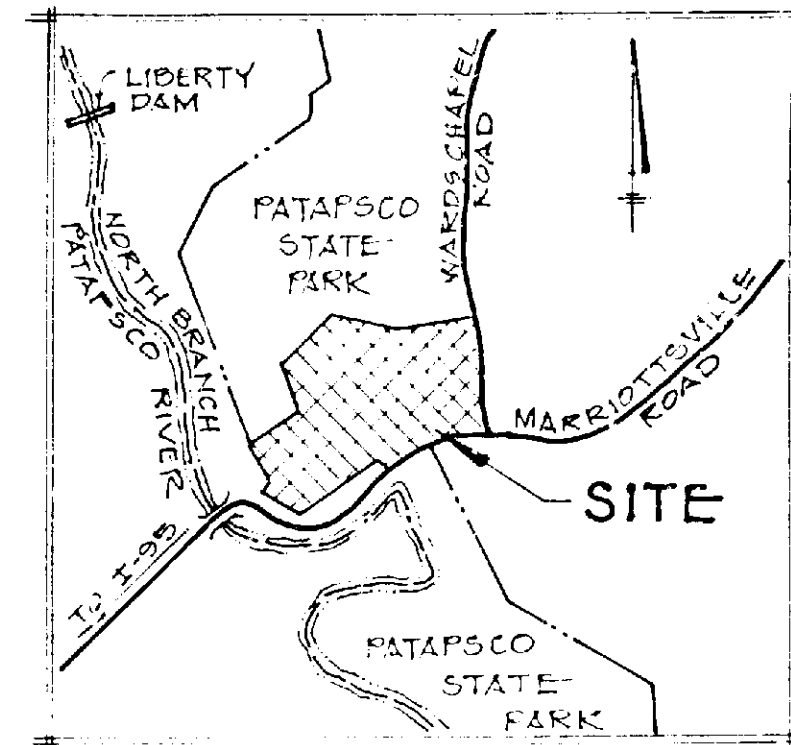 LIBERTY
DAM
WARDS CHAPEL
ROAD
PATAPSCO
STATE
PARK
NORTH BRANCH
PATAPSCO RIVER
MARRIOTTSVILLE
ROAD
SITE
TO I-95
PATAPSCO
STATE
PARK